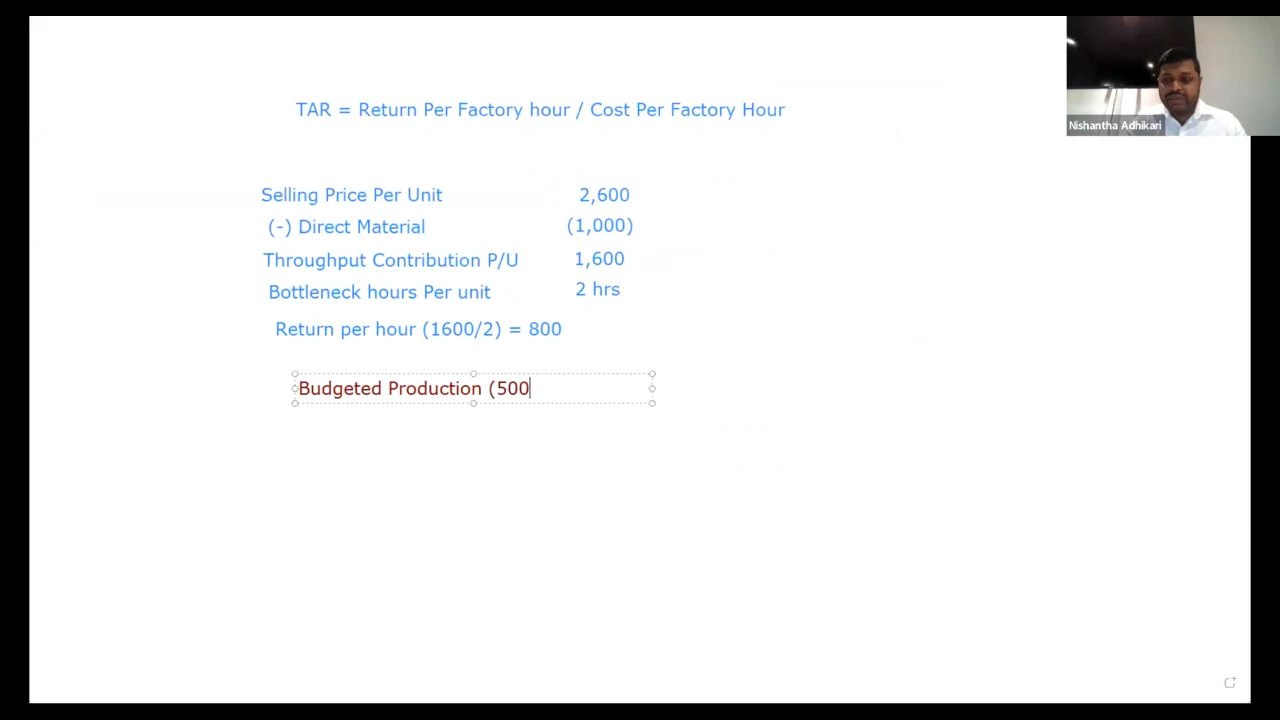 TAR = Return Per Factory hour / Cost Per Factory Hour
Nishantha Adhikari
Selling Price Per Unit 2,600
(-) Direct Material (1,000)
Throughput Contribution P/U 1,600
Bottleneck hours Per unit 2 hrs
Return per hour (1600/2) = 800
Budgeted Production (500